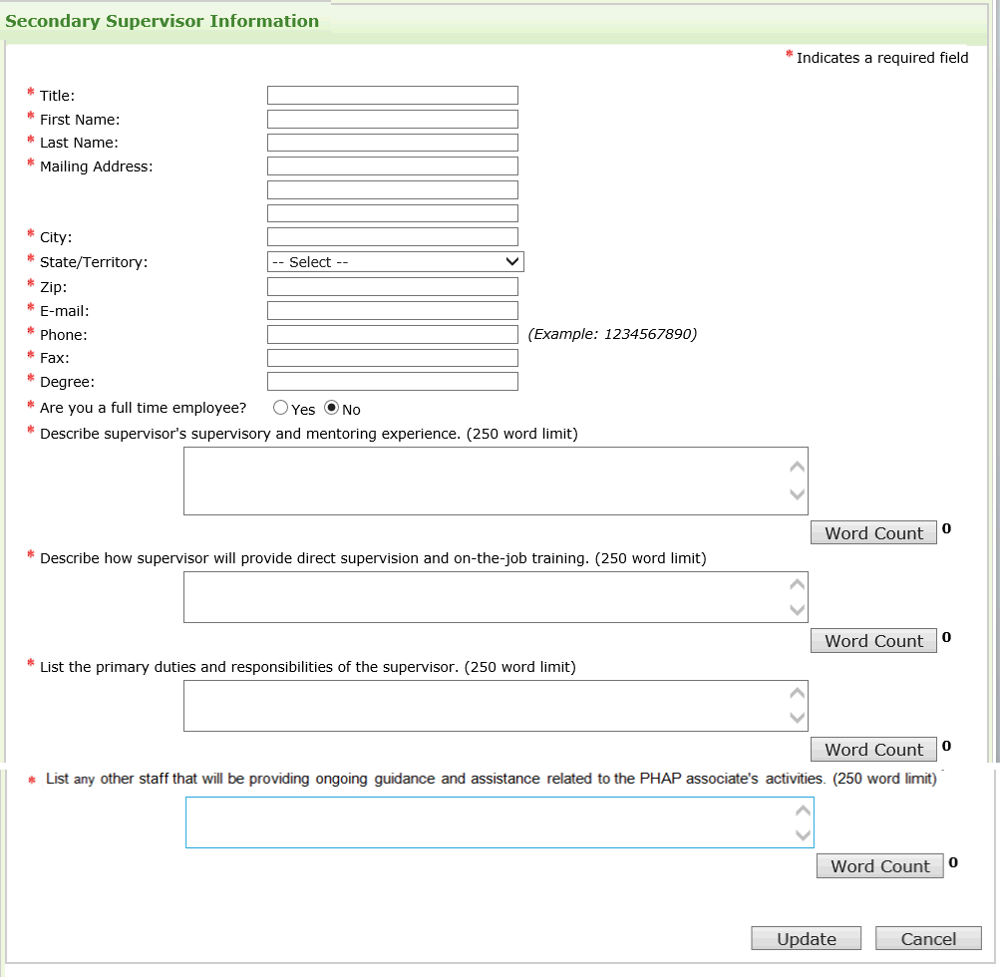 Secondary Supervisor Information
* Indicates a required field
* Title:
* First Name:
* Last Name:
* Mailing Address:
* City:
* State/Territory: -- Select --
* Zip:
* E-mail:
* Phone: (Example: 1234567890)
* Fax:
* Degree:
* Are you a full time employee? Yes No
* Describe supervisor's supervisory and mentoring experience. (250 word limit)
Word Count 0
* Describe how supervisor will provide direct supervision and on-the-job training. (250 word limit)
Word Count 0
* List the primary duties and responsibilities of the supervisor. (250 word limit)
Word Count 0
* List any other staff that will be providing ongoing guidance and assistance related to the PHAP associate's activities. (250 word limit)
Word Count 0
Update Cancel